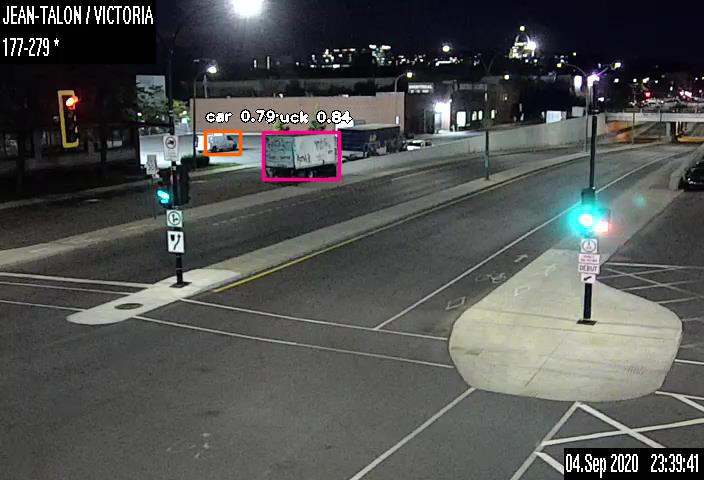 JEAN-TALON / VICTORIA
177-279 *
car 0.79
uck 0.84
DÉBUT
04.Sep 2020 23:39:41